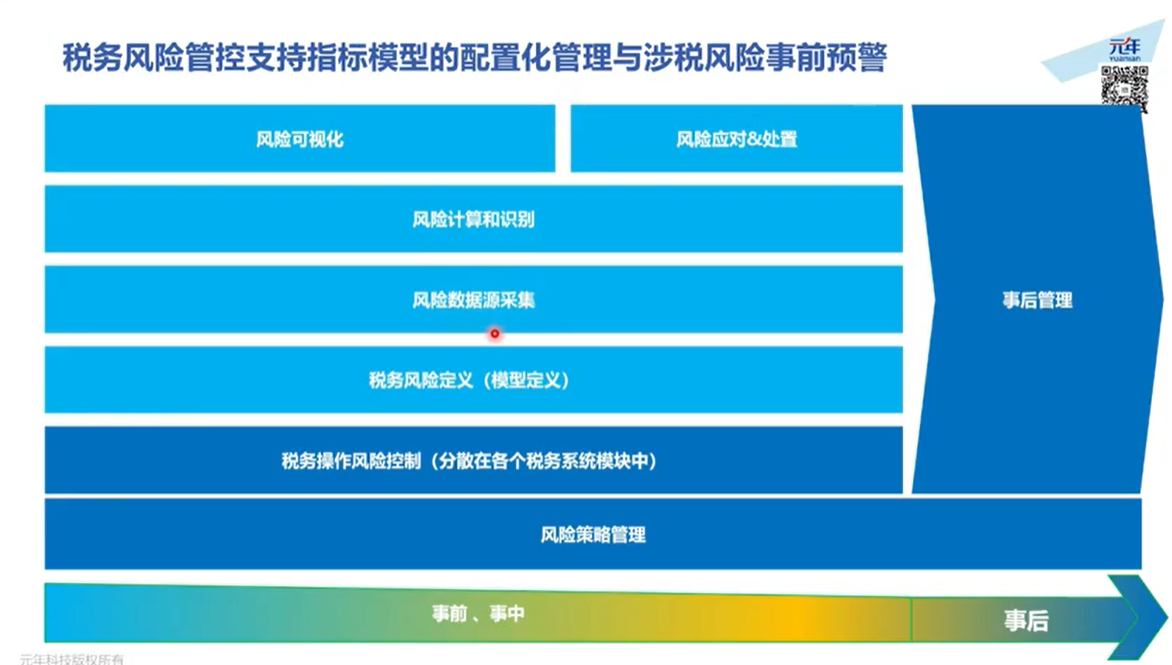 税务风险管控支持指标模型的配置化管理与涉税风险事前预警
元年
YUANIAN
风险可视化
风险应对&处置
风险计算和识别
风险数据源采集
事后管理
税务风险定义（模型定义）
税务操作风险控制（分散在各个税务系统模块中）
风险策略管理
事前 、事中
事后
元年科技版权所有